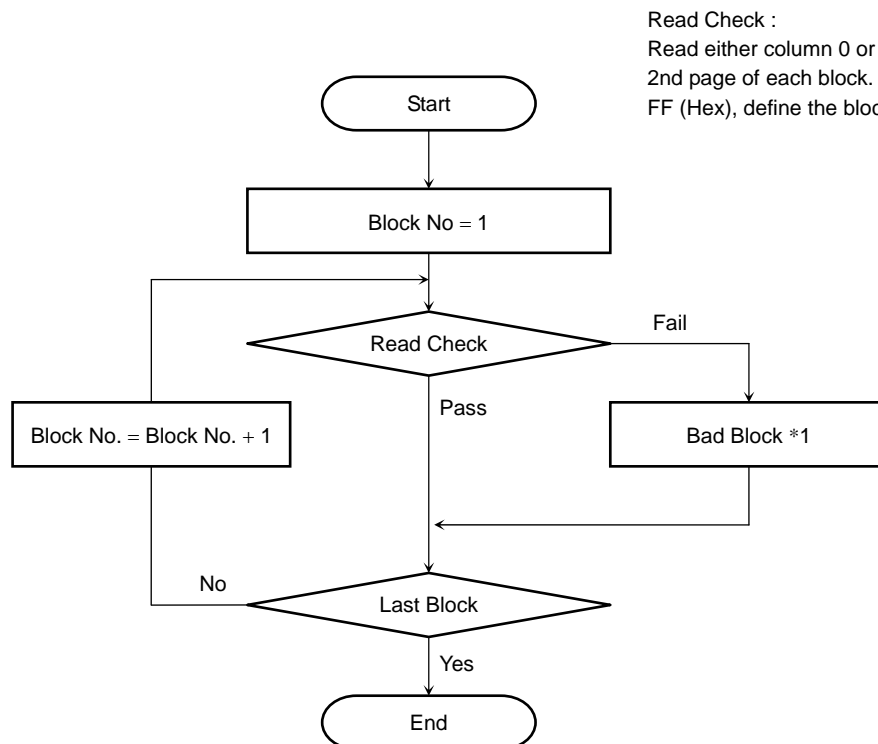 Read Check :
Read either column 0 or
2nd page of each block.
FF (Hex), define the
Start
Block No = 1
Read Check
Fail
Pass
Block No. = Block No. + 1
Bad Block *1
No
Last Block
Yes
End